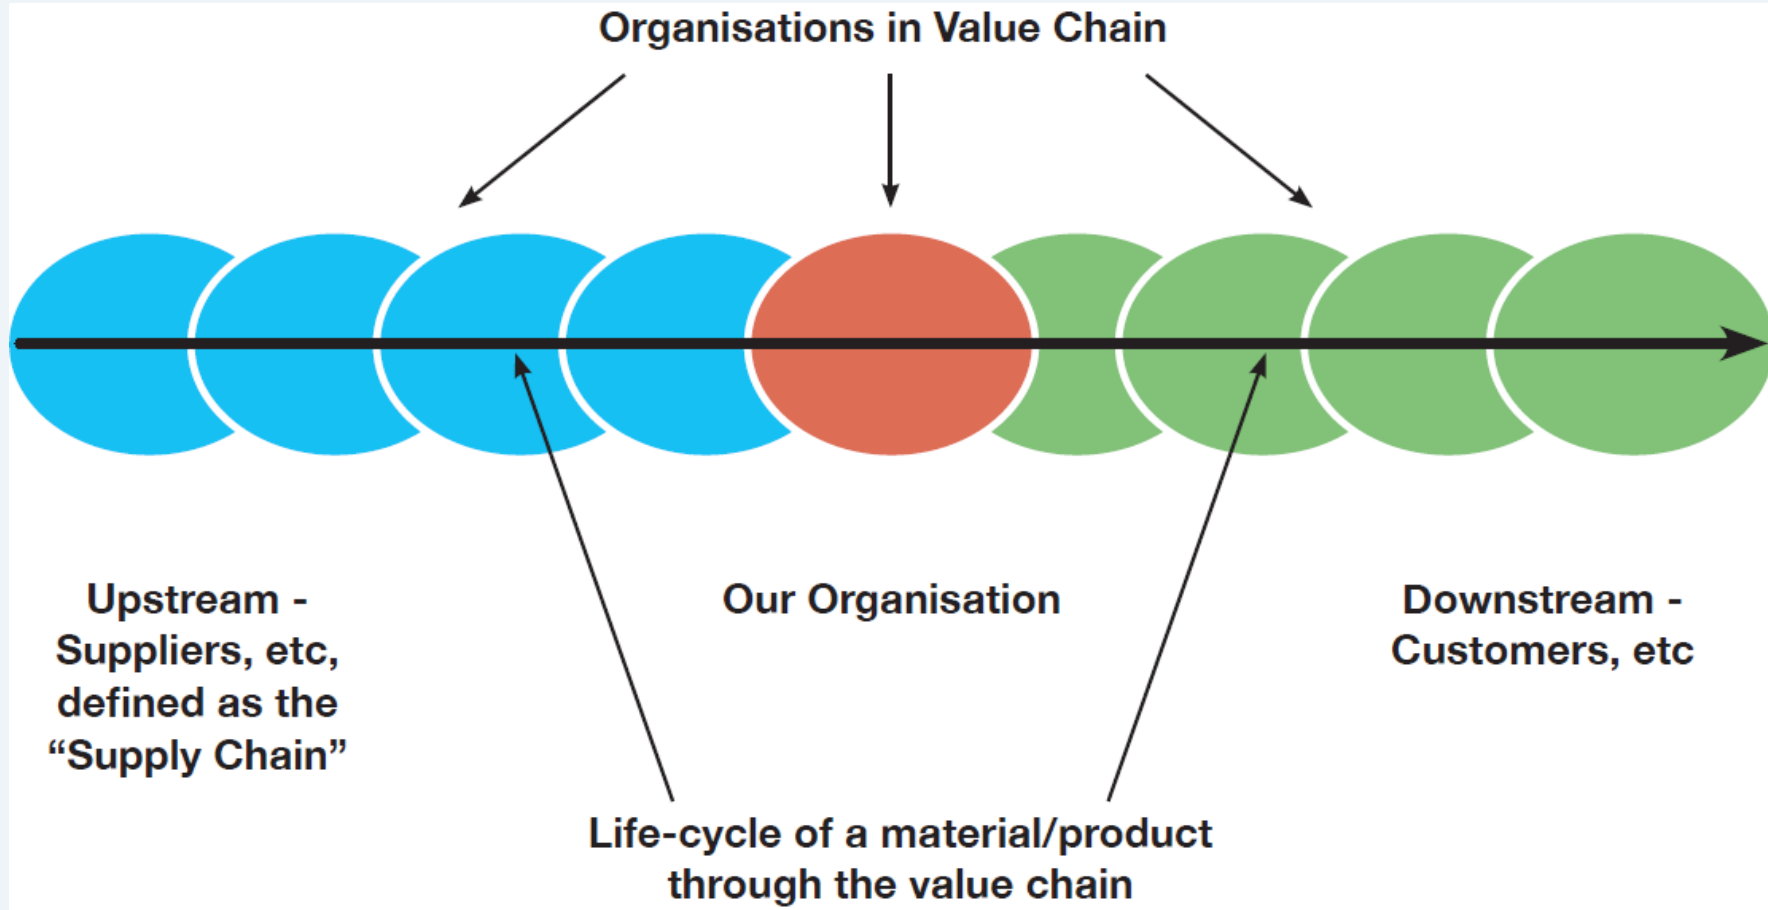 Organisations in Value Chain
Upstream -
Suppliers, etc,
defined as the
“Supply Chain”
Our Organisation
Downstream -
Customers, etc
Life-cycle of a material/product
through the value chain